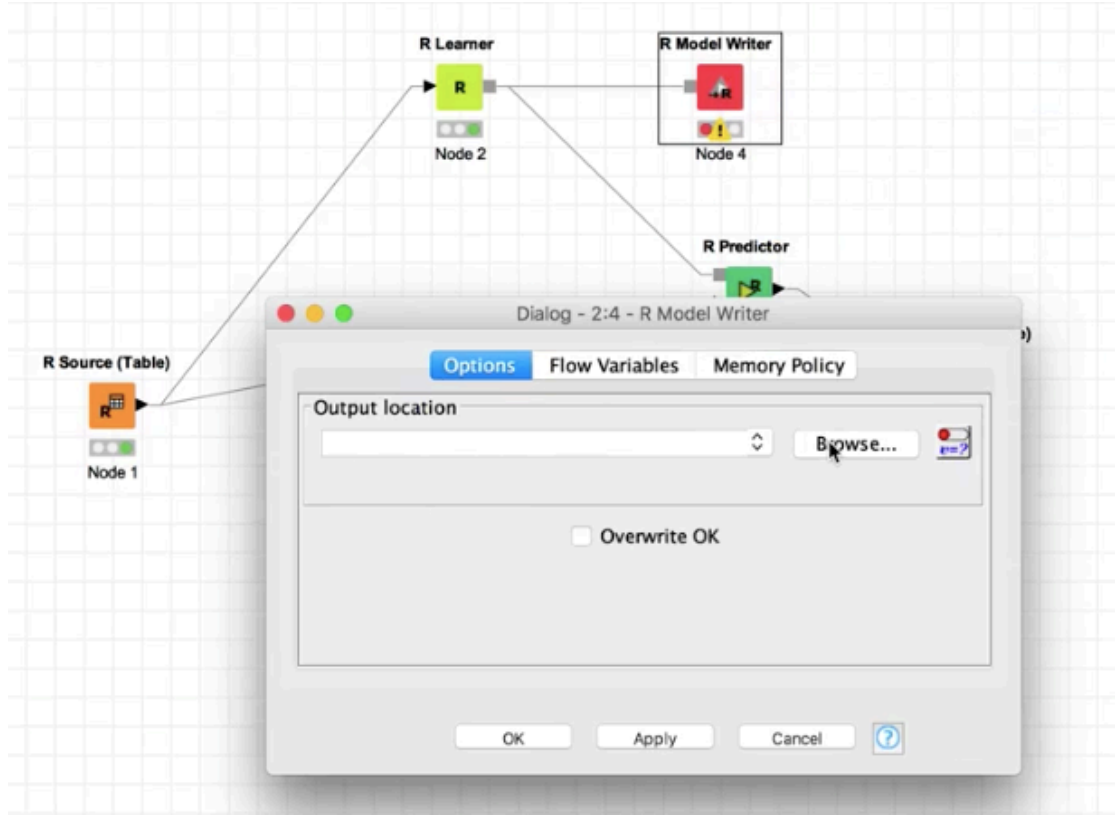 R Learner
R Model Writer
R
R
Node 2
Node 4
R Predictor
R
Dialog - 2:4 - R Model Writer
R Source (Table)
Options
Flow Variables
Memory Policy
R
Output location
Browse...
v=?
Node 1
Overwrite OK
OK
Apply
Cancel
?